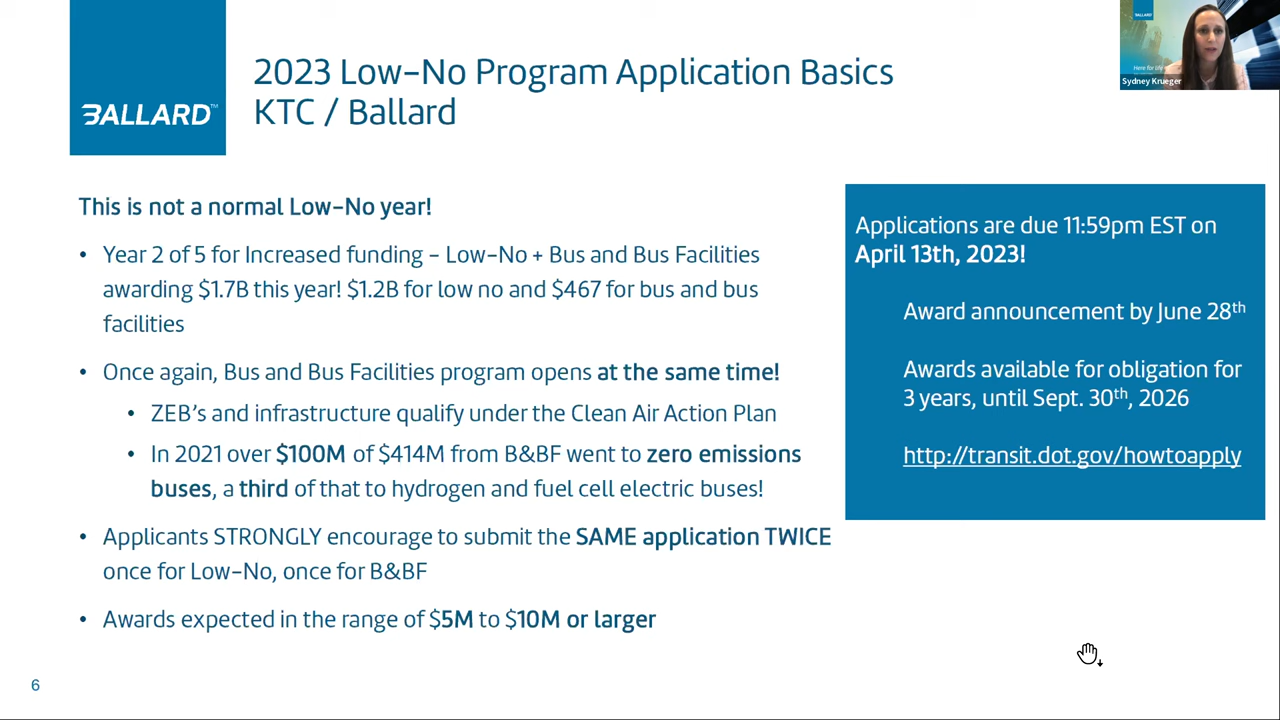 BALLARD
Here for life
Sydney Krueger
BALLARD™
2023 Low-No Program Application Basics
KTC / Ballard
This is not a normal Low-No year!
• Year 2 of 5 for Increased funding – Low-No + Bus and Bus Facilities
awarding $1.7B this year! $1.2B for low no and $467 for bus and bus
facilities
• Once again, Bus and Bus Facilities program opens at the same time!
• ZEB's and infrastructure qualify under the Clean Air Action Plan
• In 2021 over $100M of $414M from B&BF went to zero emissions
buses, a third of that to hydrogen and fuel cell electric buses!
• Applicants STRONGLY encourage to submit the SAME application TWICE
once for Low-No, once for B&BF
• Awards expected in the range of $5M to $10M or larger
Applications are due 11:59pm EST on
April 13th, 2023!
Award announcement by June 28th
Awards available for obligation for
3 years, until Sept. 30th, 2026
http://transit.dot.gov/howtoapply
6